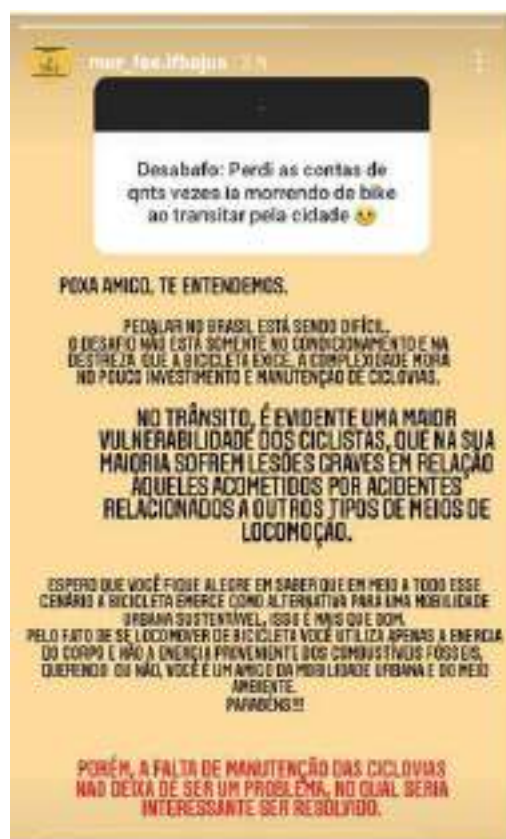 Desabafo: Perdi as contas de
qnts vezes ia morrendo de bike
ao transitar pela cidade
POXA AMIGO, TE ENTENDEMOS.
PEDALAR NO BRASIL ESTÁ SENDO DIFÍCIL.
O DESAFIO NÃO ESTÁ SOMENTE NO CONDICIONAMENTO E NA
DESTREZA QUE A BICICLETA EXIGE. A COMPLEXIDADE MORA
NO POUCO INVESTIMENTO E MANUTENÇÃO DE CICLOVIAS.
NO TRÂNSITO, É EVIDENTE UMA MAIOR
VULNERABILIDADE DOS CICLISTAS, QUE NA SUA
MAIORIA SOFREM LESÕES GRAVES EM RELAÇÃO
ÀQUELES ACOMETIDOS POR ACIDENTES
RELACIONADOS A OUTROS TIPOS DE MEIOS DE
LOCOMOÇÃO.
ESPERO QUE VOCÊ FIQUE ALEGRE EM SABER QUE EM MEIO A TODO ESSE
CENÁRIO A BICICLETA EMERGE COMO ALTERNATIVA PARA UMA MOBILIDADE
URBANA SUSTENTÁVEL, ISSO É MAIS QUE BOM.
PELO FATO DE SE LOCOMOVER DE BICICLETA VOCÊ UTILIZA APENAS A ENERGIA
DO CORPO E NÃO A ENERGIA PROVENIENTE DOS COMBUSTÍVEIS FÓSSEIS,
QUERENDO OU NÃO, VOCÊ É UM AMIGO DA MOBILIDADE URBANA E DO MEIO
AMBIENTE.
PARABÉNS!!!
PORÉM, A FALTA DE MANUTENÇÃO DAS CICLOVIAS
NÃO DEIXA DE SER UM PROBLEMA, NO QUAL SERIA
INTERESSANTE SER RESOLVIDO.